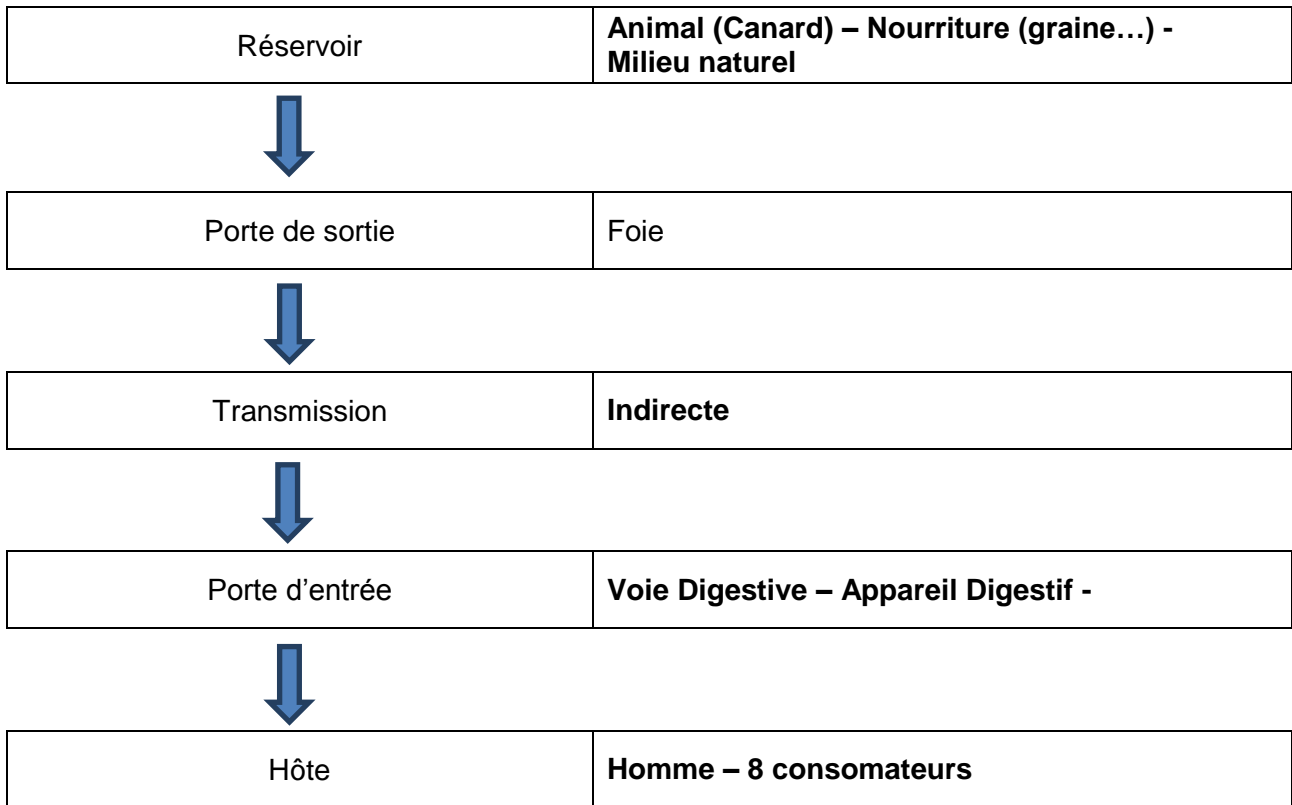 Réservoir
Animal (Canard) – Nourriture (graine…) -
Milieu naturel
Porte de sortie
Foie
Transmission
Indirecte
Porte d’entrée
Voie Digestive – Appareil Digestif -
Hôte
Homme – 8 consomateurs